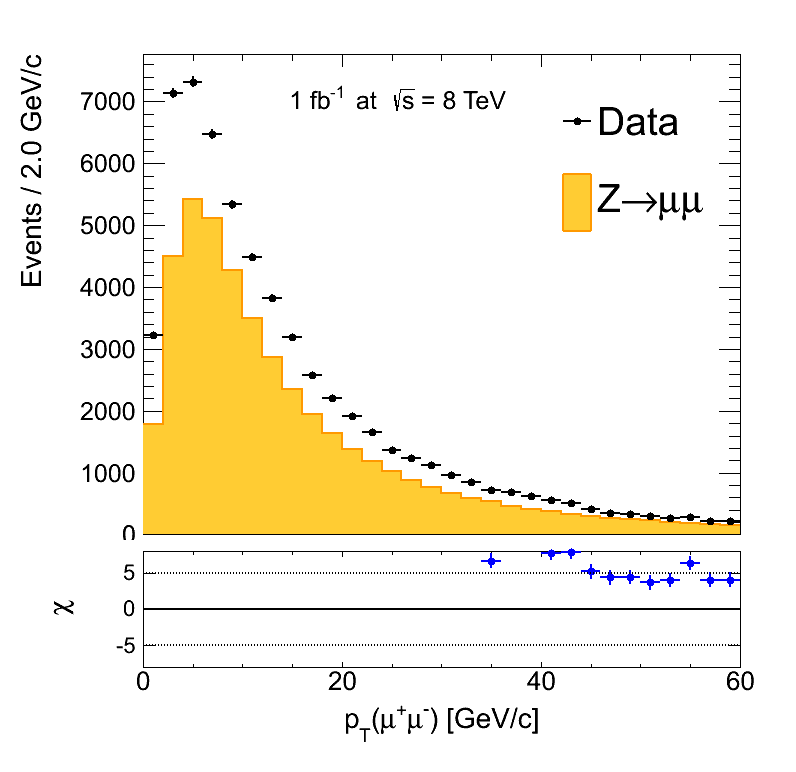 Events / 2.0 GeV/c
7000
6000
5000
4000
3000
2000
1000
0
1 fb⁻¹ at √s = 8 TeV
Data
Z→μμ
χ
5
0
-5
0 20 40 60
p_T(μ⁺μ⁻) [GeV/c]